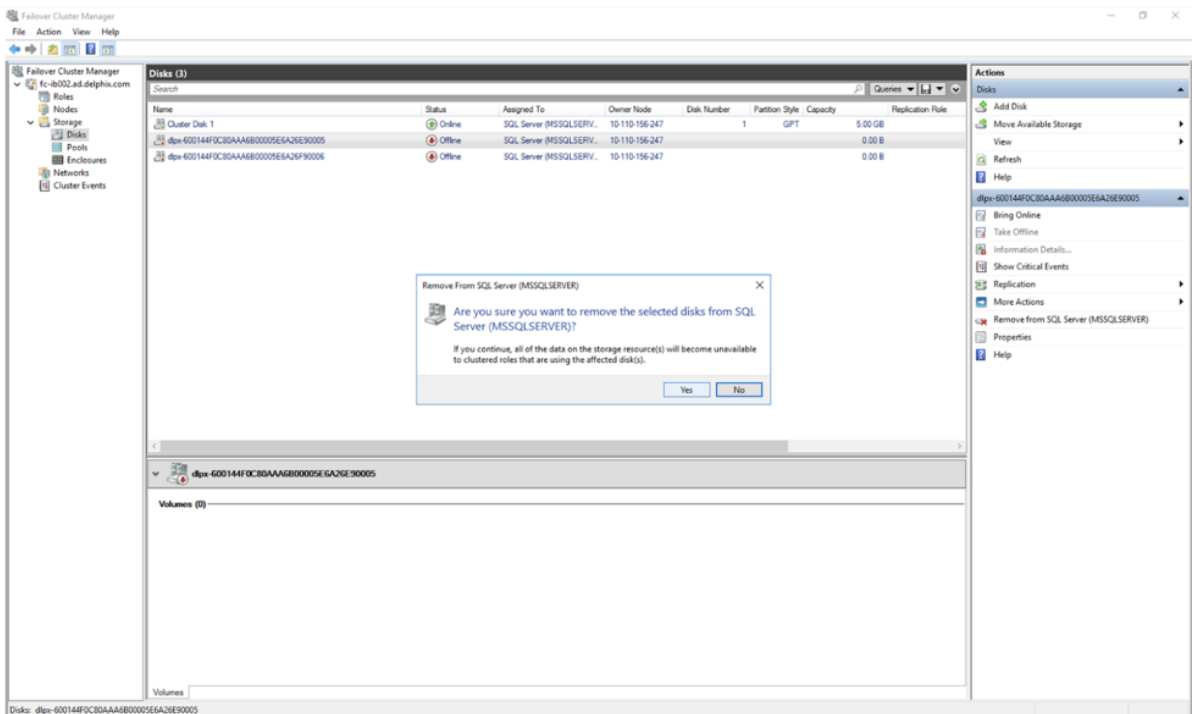 Failover Cluster Manager
File Action View Help
Failover Cluster Manager
fc-ib002.ad.delphix.com
Roles
Nodes
Storage
Disks
Pools
Enclosures
Networks
Cluster Events
Disks (3)
Search
Queries
Name Status Assigned To Owner Node Disk Number Partition Style Capacity Replication Role
Cluster Disk 1 Online SQL Server (MSSQLSERV... 10-110-156-247 1 GPT 5.00 GB
dlpx-600144F0C80AAA6B00005E6A26E90005 Offline SQL Server (MSSQLSERV... 10-110-156-247 0.00 B
dlpx-600144F0C80AAA6B00005E6A26F90006 Offline SQL Server (MSSQLSERV... 10-110-156-247 0.00 B
Remove From SQL Server (MSSQLSERVER)
Are you sure you want to remove the selected disks from SQL
Server (MSSQLSERVER)?
If you continue, all of the data on the storage resource(s) will become unavailable
to clustered roles that are using the affected disk(s).
Yes No
dlpx-600144F0C80AAA6B00005E6A26E90005
Volumes (0)
Volumes
Actions
Disks
Add Disk
Move Available Storage
View
Refresh
Help
dlpx-600144F0C80AAA6B00005E6A26E90005
Bring Online
Take Offline
Information Details...
Show Critical Events
Replication
More Actions
Remove from SQL Server (MSSQLSERVER)
Properties
Help
Disks: dlpx-600144F0C80AAA6B00005E6A26E90005